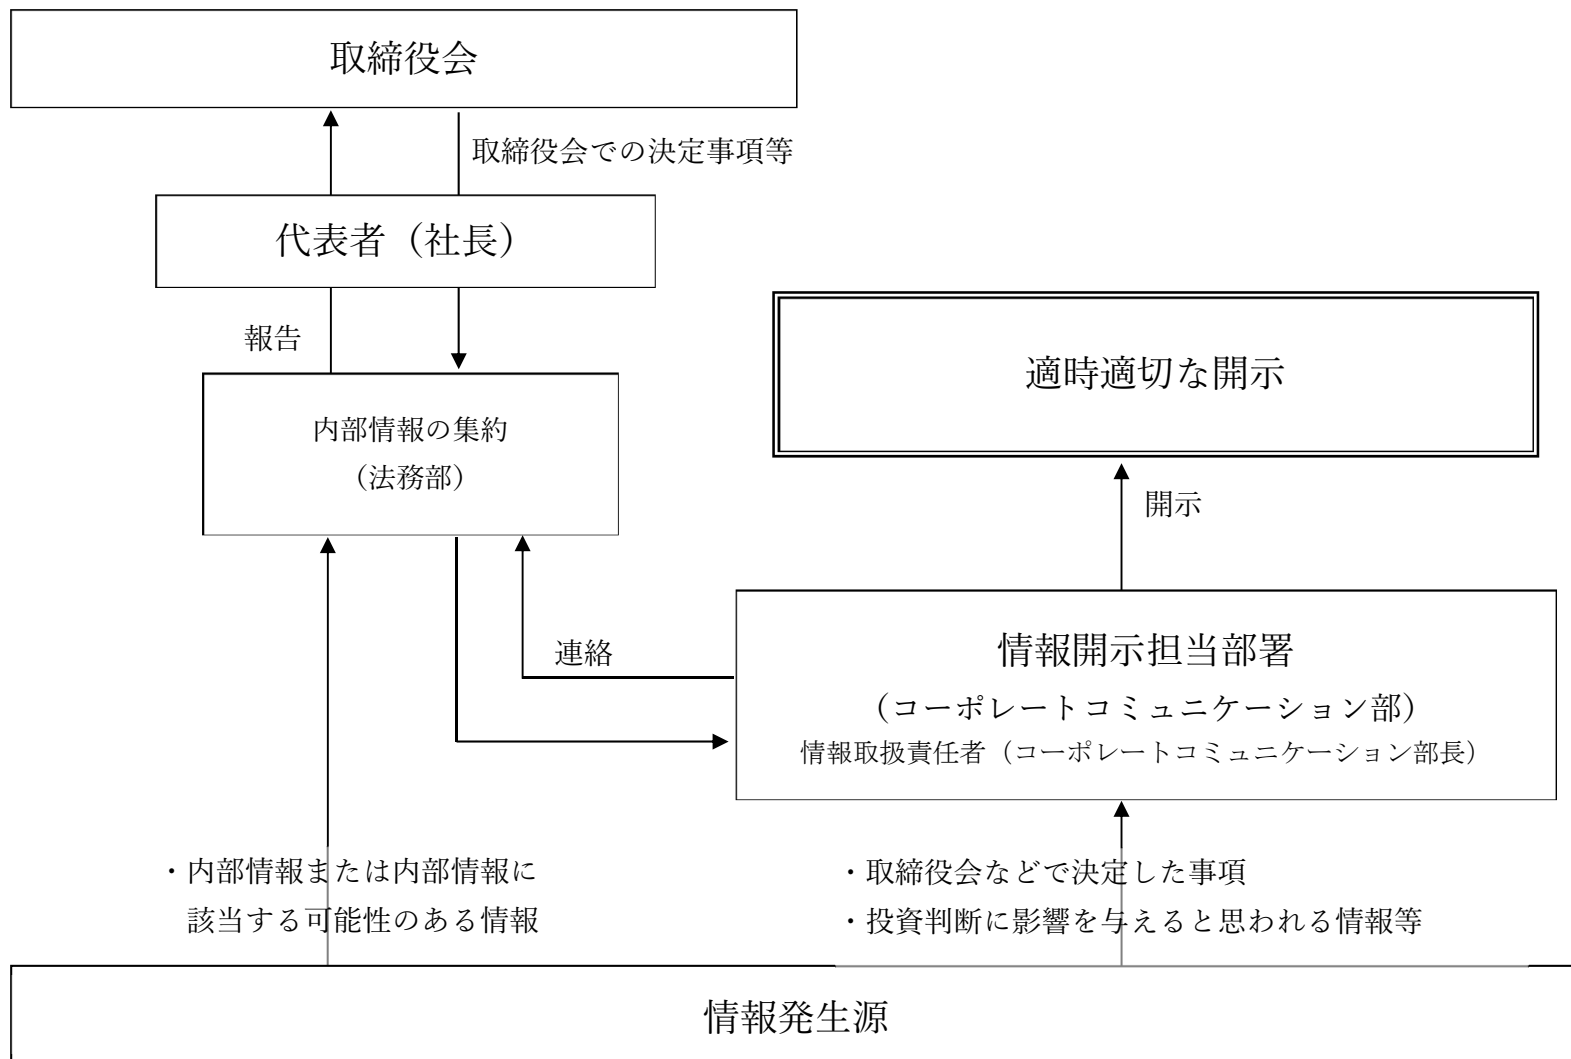 取締役会
取締役会での決定事項等
代表者（社長）
報告
適時適切な開示
内部情報の集約
（法務部）
開示
連絡
情報開示担当部署
（コーポレートコミュニケーション部）
情報取扱責任者（コーポレートコミュニケーション部長）
・内部情報または内部情報に
該当する可能性のある情報
・取締役会などで決定した事項
・投資判断に影響を与えると思われる情報等
情報発生源